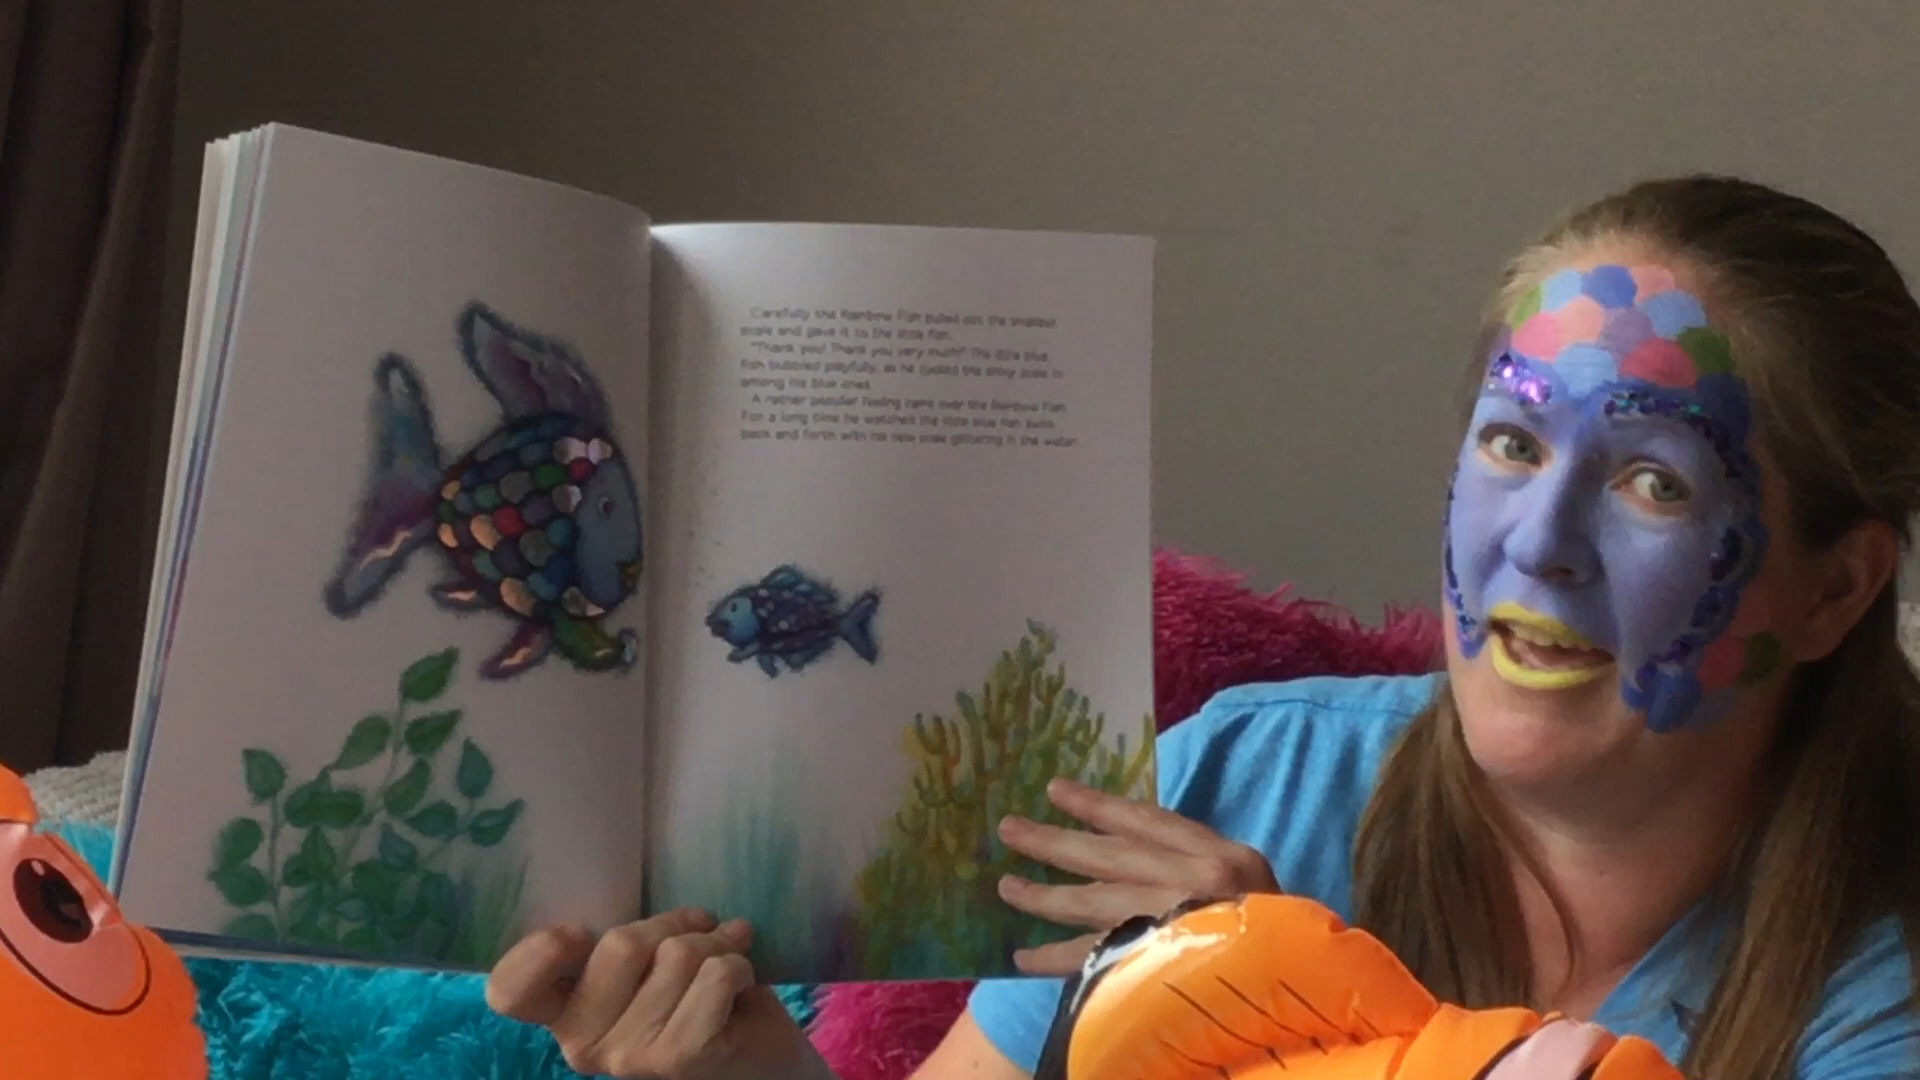 Carefully the Rainbow Fish pulled out the smallest
scale and gave it to the little fish.
"Thank you! Thank you very much!" The little blue
fish bubbled playfully, as he tucked the shiny scale in
among his blue ones.
A rather peculiar feeling came over the Rainbow Fish.
For a long time he watched the little blue fish swim
back and forth with his new scale glittering in the water.